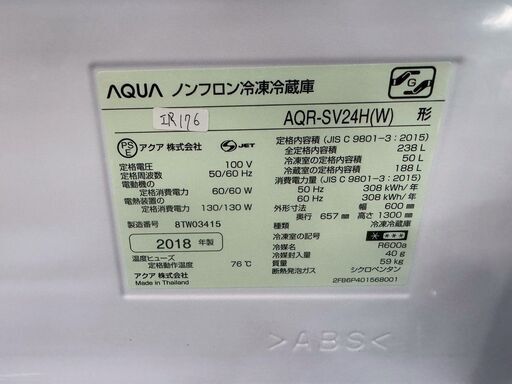 AQUA ノンフロン冷凍冷蔵庫
IR176
AQR-SV24H(W) 形
PS
E
アクア 株式会社
JET
定格電圧 100 V
定格周波数 50/60 Hz
電動機の
定格消費電力 60/60 W
電熱装置の
定格消費電力 130/130 W
製造番号 8TW03415
2018 年製
温度ヒューズ
定格動作温度 76℃
アクア 株式会社
Made in Thailand
G
定格内容積 (JIS C 9801-3:2015)
全定格内容積 238 L
冷凍室の定格内容積 50 L
冷蔵室の定格内容積 188 L
消費電力量 (JIS C 9801-3:2015)
50 Hz 308 kWh/年
60 Hz 308 kWh/年
外形寸法 幅 600 mm
奥行 657 mm 高さ 1300 mm
種類 冷凍冷蔵庫
冷凍室の記号
冷媒名 R600a
冷媒封入量 40 g
質量 59 kg
断熱発泡ガス シクロペンタン
2FB6P401568001
>ABS<